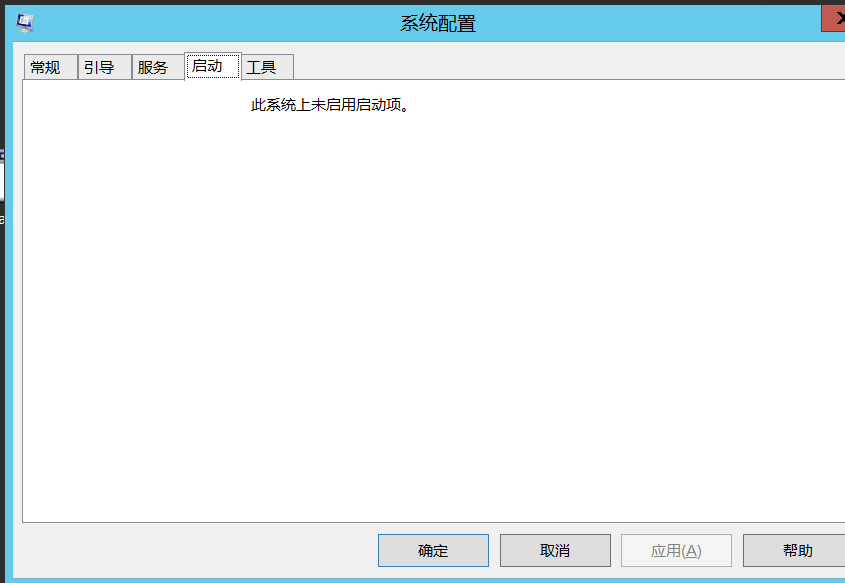 系统配置
常规 引导 服务 启动 工具
此系统上未启用启动项。
确定 取消 应用(A) 帮助